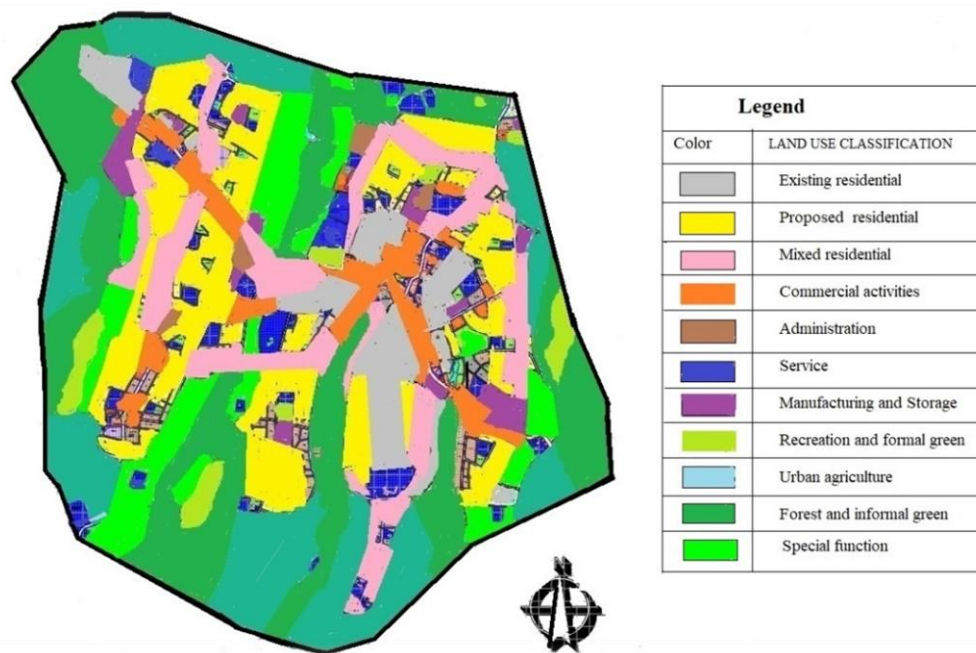 Legend
Color LAND USE CLASSIFICATION
Existing residential
Proposed residential
Mixed residential
Commercial activities
Administration
Service
Manufacturing and Storage
Recreation and formal green
Urban agriculture
Forest and informal green
Special function